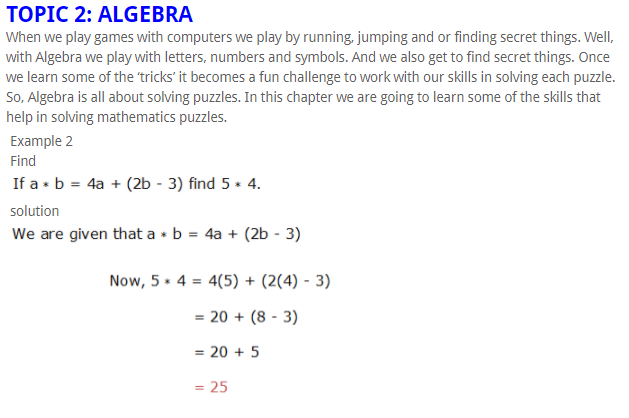 TOPIC 2: ALGEBRA
When we play games with computers we play by running, jumping and or finding secret things. Well,
with Algebra we play with letters, numbers and symbols. And we also get to find secret things. Once
we learn some of the ‘tricks’ it becomes a fun challenge to work with our skills in solving each puzzle.
So, Algebra is all about solving puzzles. In this chapter we are going to learn some of the skills that
help in solving mathematics puzzles.
Example 2
Find
If a * b = 4a + (2b - 3) find 5 * 4.
solution
We are given that a * b = 4a + (2b - 3)
Now, 5 * 4 = 4(5) + (2(4) - 3)
= 20 + (8 - 3)
= 20 + 5
= 25